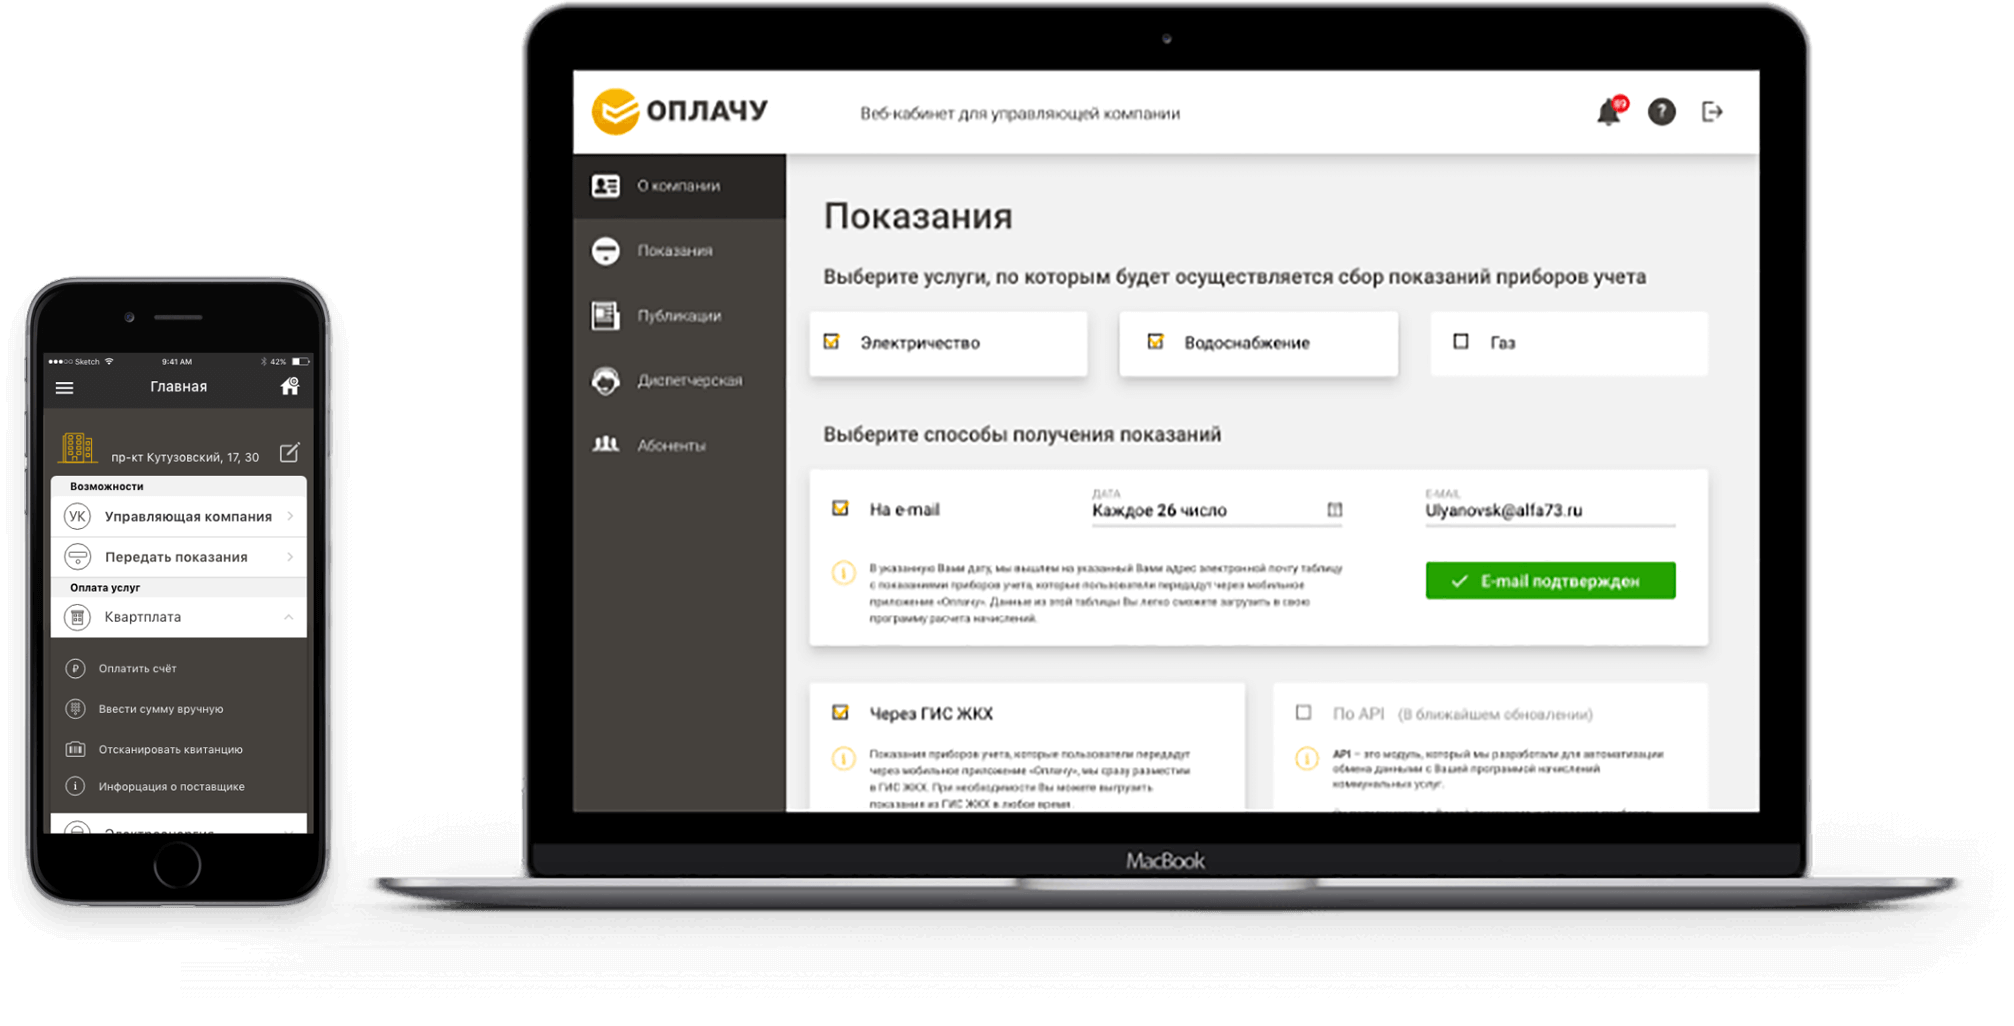 Sketch
9:41 AM
42%
Главная
пр-кт Кутузовский, 17, 30
Возможности
УК
Управляющая компания
Передать показания
Оплата услуг
Квартплата
₽
Оплатить счёт
Ввести сумму вручную
Отсканировать квитанцию
Инфорцация о поставщике
Электроэнергия
ОПЛАЧУ
Веб-кабинет для управляющей компании
89
?
О компании
Показания
Публикации
Диспетчерская
Абоненты
Показания
Выберите услуги, по которым будет осуществляется сбор показаний приборов учета
Электричество
Водоснабжение
Газ
Выберите способы получения показаний
На e-mail
ДАТА
Каждое 26 число
E-MAIL
Ulyanovsk@alfa73.ru
В указанную Вами дату, мы вышлем на указанный Вами адрес электронной почту таблицу
с показаниями приборов учета, которые пользователи передадут через мобильное
приложение «Оплачу». Данные из этой таблицы Вы легко сможете загрузить в свою
программу расчета начислений.
E-mail подтвержден
Через ГИС ЖКХ
Показания приборов учета, которые пользователи передадут
через мобильное приложение «Оплачу», мы сразу разместим
в ГИС ЖКХ. При необходимости Вы можете выгрузить
показания из ГИС ЖКХ в любое время.
По API (В ближайшем обновлении)
API – это модуль, который мы разработали для автоматизации
обмена данными с Вашей программой начислений
коммунальных услуг.
MacBook